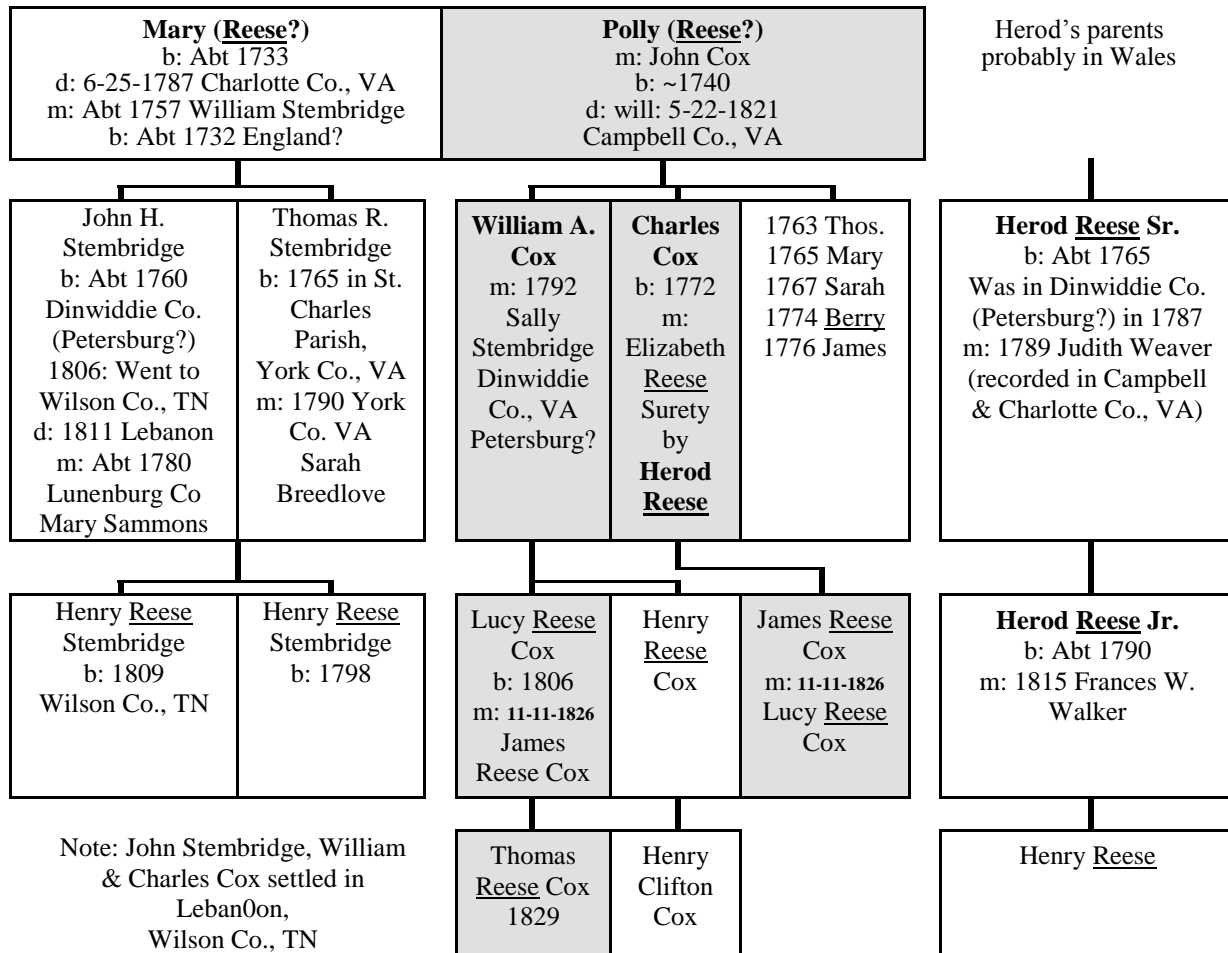 Mary (Reese?)
b: Abt 1733
d: 6-25-1787 Charlotte Co., VA
m: Abt 1757 William Stembridge
b: Abt 1732 England?
Polly (Reese?)
m: John Cox
b: ~1740
d: will: 5-22-1821
Campbell Co., VA
Herod's parents
probably in Wales
John H.
Stembridge
b: Abt 1760
Dinwiddie Co.
(Petersburg?)
1806: Went to
Wilson Co., TN
d: 1811 Lebanon
m: Abt 1780
Lunenburg Co
Mary Sammons
Thomas R.
Stembridge
b: 1765 in St.
Charles
Parish,
York Co., VA
m: 1790 York
Co. VA
Sarah
Breedlove
William A.
Cox
m: 1792
Sally
Stembridge
Dinwiddie
Co., VA
Petersburg?
Charles
Cox
b: 1772
m:
Elizabeth
Reese
Surety
by
Herod
Reese
1763 Thos.
1765 Mary
1767 Sarah
1774 Berry
1776 James
Herod Reese Sr.
b: Abt 1765
Was in Dinwiddie Co.
(Petersburg?) in 1787
m: 1789 Judith Weaver
(recorded in Campbell
& Charlotte Co., VA)
Henry Reese
Stembridge
b: 1809
Wilson Co., TN
Henry Reese
Stembridge
b: 1798
Lucy Reese
Cox
b: 1806
m: 11-11-1826
James
Reese Cox
Henry
Reese
Cox
James Reese
Cox
m: 11-11-1826
Lucy Reese
Cox
Herod Reese Jr.
b: Abt 1790
m: 1815 Frances W.
Walker
Note: John Stembridge, William
& Charles Cox settled in
Leban0on,
Wilson Co., TN
Thomas
Reese Cox
1829
Henry
Clifton
Cox
Henry Reese